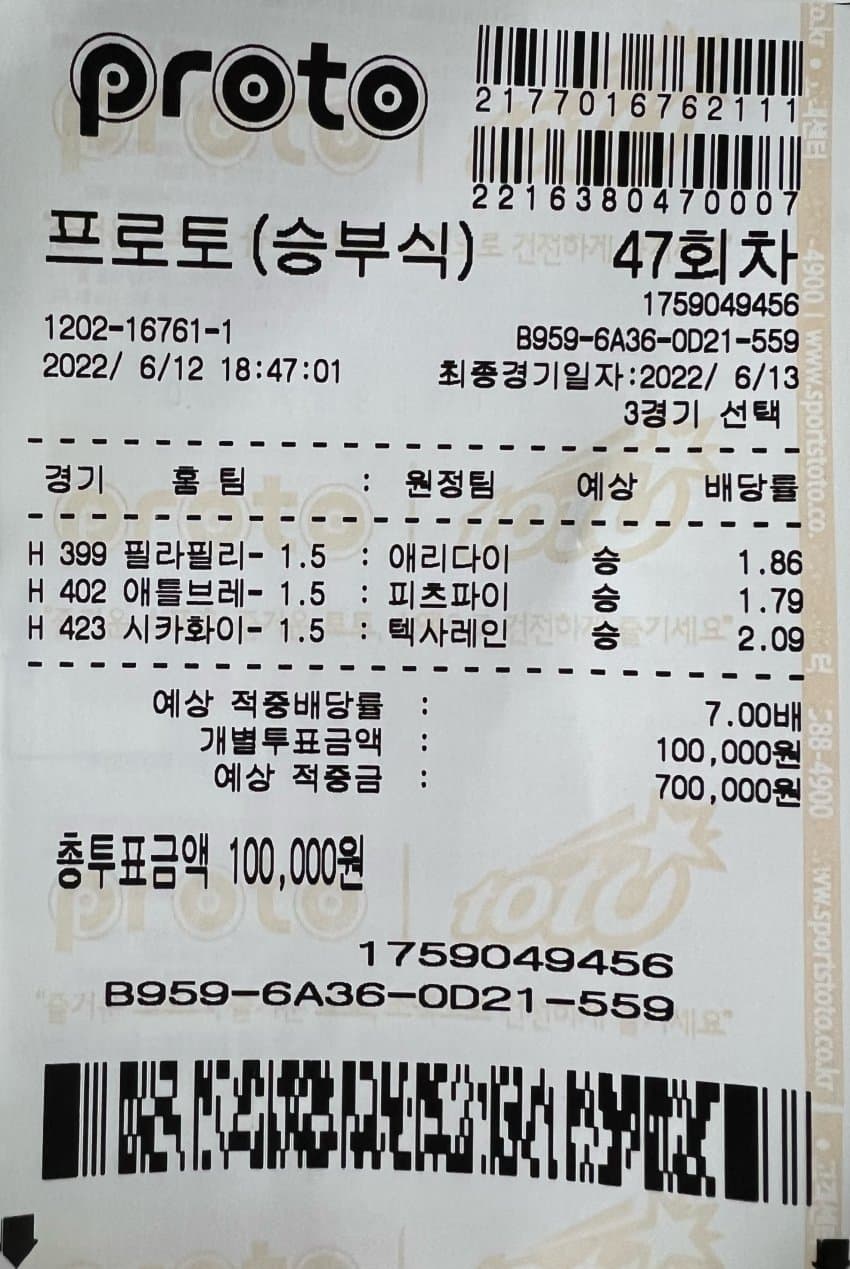 proto
2177016762111
2216380470007
프로토(승부식) 47회차
1759049456
1202-16761-1 B959-6A36-0D21-559
2022/ 6/12 18:47:01 최종경기일자:2022/ 6/13
3경기 선택
경기 홈 팀 : 원정팀 예상 배당률
H 399 필라필리- 1.5 : 애리다이 승 1.86
H 402 애틀브레- 1.5 : 피츠파이 승 1.79
H 423 시카화이- 1.5 : 텍사레인 승 2.09
예상 적중배당률 : 7.00배
개별투표금액 : 100,000원
예상 적중금 : 700,000원
총투표금액 100,000원
1759049456
B959-6A36-0D21-559